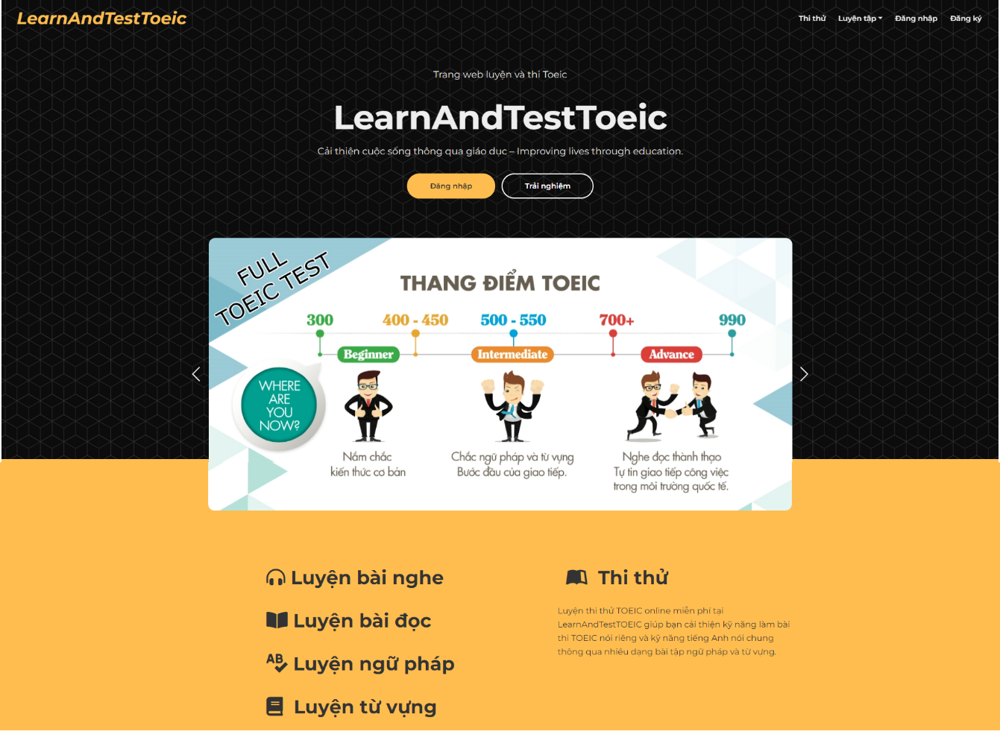 LearnAndTestToeic
Thi thử
Luyện tập
Đăng nhập
Đăng ký
Trang web luyện và thi Toeic
LearnAndTestToeic
Cải thiện cuộc sống thông qua giáo dục – Improving lives through education.
Đăng nhập
Trải nghiệm
FULL
TOEIC TEST
THANG ĐIỂM TOEIC
300
400 - 450
500 - 550
700+
990
Beginner
Intermediate
Advance
WHERE
ARE
YOU
NOW?
Nắm chắc
kiến thức cơ bản
Chắc ngữ pháp và từ vựng
Bước đầu của giao tiếp.
Nghe đọc thành thạo
Tự tin giao tiếp công việc
trong môi trường quốc tế.
Luyện bài nghe
Luyện bài đọc
AB
Luyện ngữ pháp
Luyện từ vựng
Thi thử
Luyện thi thử TOEIC online miễn phí tại
LearnAndTestTOEIC giúp bạn cải thiện kỹ năng làm bài
thi TOEIC nói riêng và kỹ năng tiếng Anh nói chung
thông qua nhiều dạng bài tập ngữ pháp và từ vựng.